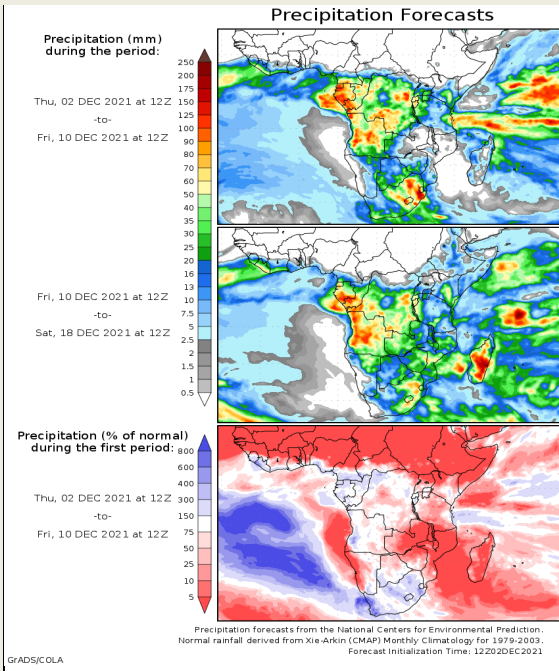 Precipitation Forecasts
Precipitation (mm)
during the period:
Thu, 02 DEC 2021 at 12Z
-to-
Fri, 10 DEC 2021 at 12Z
250
200
175
150
125
100
90
80
70
60
50
40
35
30
25
20
16
13
10
7.5
5
2.5
2
1.5
1
0.5
Fri, 10 DEC 2021 at 12Z
-to-
Sat, 18 DEC 2021 at 12Z
Precipitation (% of normal)
during the first period:
Thu, 02 DEC 2021 at 12Z
-to-
Fri, 10 DEC 2021 at 12Z
800
600
400
300
150
75
50
25
10
5
Precipitation forecasts from the National Centers for Environmental Prediction.
Normal rainfall derived from Xie-Arkin (CMAP) Monthly Climatology for 1979-2003.
Forecast Initialization Time: 12Z02DEC2021
GrADS/COLA